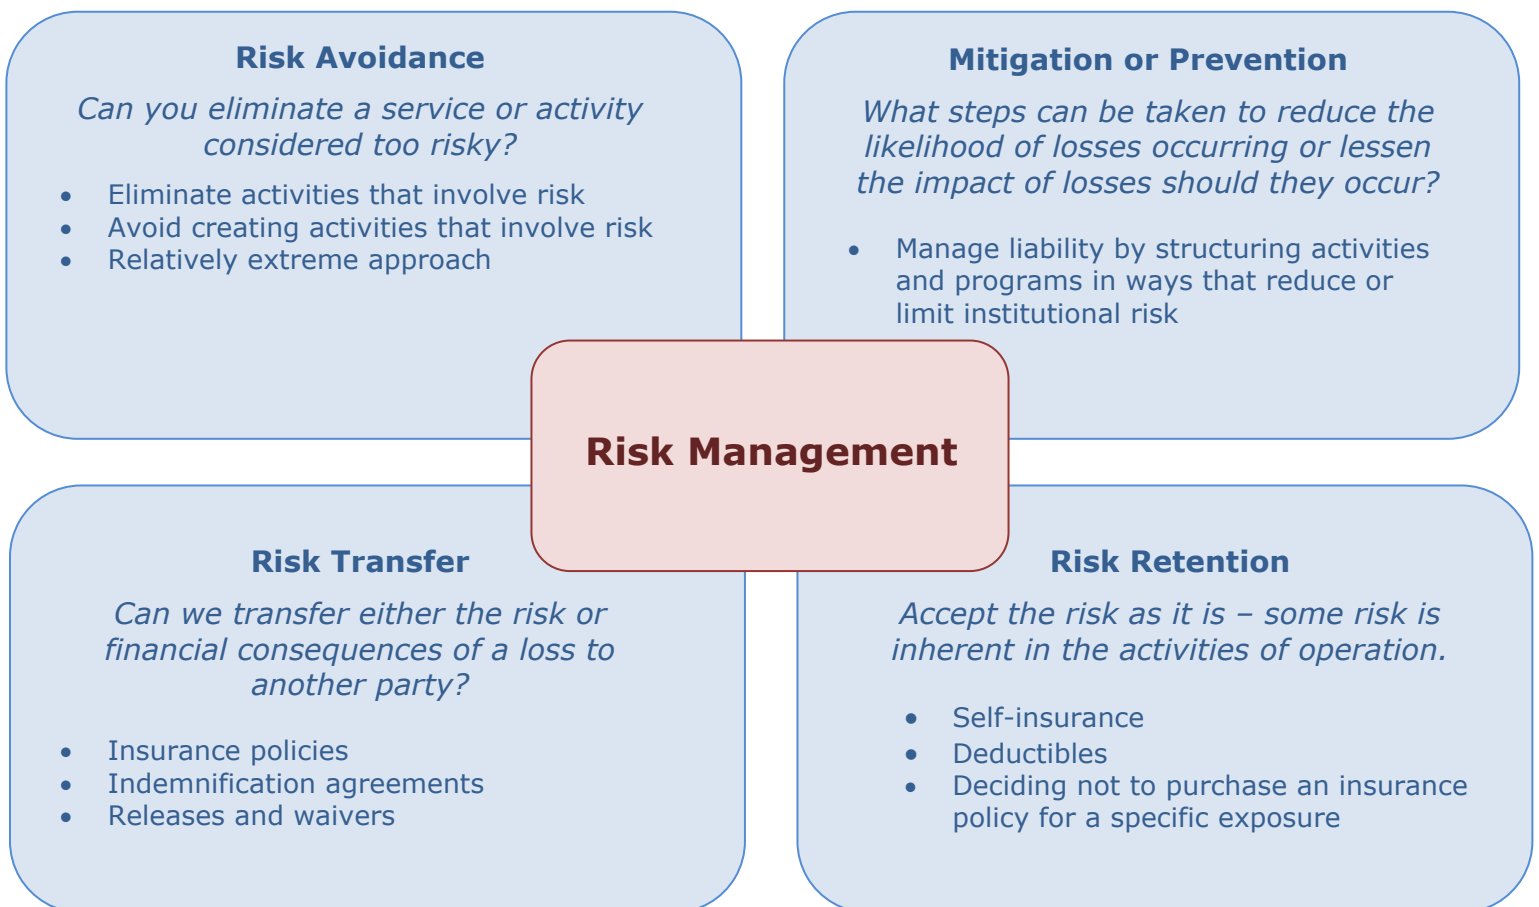 Risk Avoidance
Can you eliminate a service or activity
considered too risky?
• Eliminate activities that involve risk
• Avoid creating activities that involve risk
• Relatively extreme approach
Mitigation or Prevention
What steps can be taken to reduce the
likelihood of losses occurring or lessen
the impact of losses should they occur?
• Manage liability by structuring activities
and programs in ways that reduce or
limit institutional risk
Risk Management
Risk Transfer
Can we transfer either the risk or
financial consequences of a loss to
another party?
• Insurance policies
• Indemnification agreements
• Releases and waivers
Risk Retention
Accept the risk as it is – some risk is
inherent in the activities of operation.
• Self-insurance
• Deductibles
• Deciding not to purchase an insurance
policy for a specific exposure